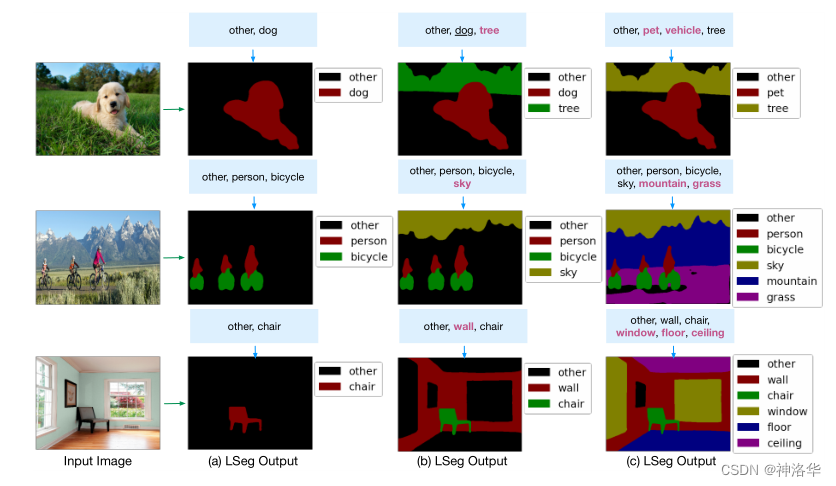 other, dog
other, dog, tree
other, pet, vehicle, tree
other
dog
other
dog
tree
other
pet
tree
other, person, bicycle
other, person, bicycle,
sky
other, person, bicycle,
sky, mountain, grass
other
person
bicycle
other
person
bicycle
sky
other
person
bicycle
sky
mountain
grass
other, chair
other, wall, chair
other, wall, chair,
window, floor, ceiling
other
chair
other
wall
chair
other
wall
chair
window
floor
ceiling
Input Image
(a) LSeg Output
(b) LSeg Output
(c) LSeg Output
CSDN @神洛华